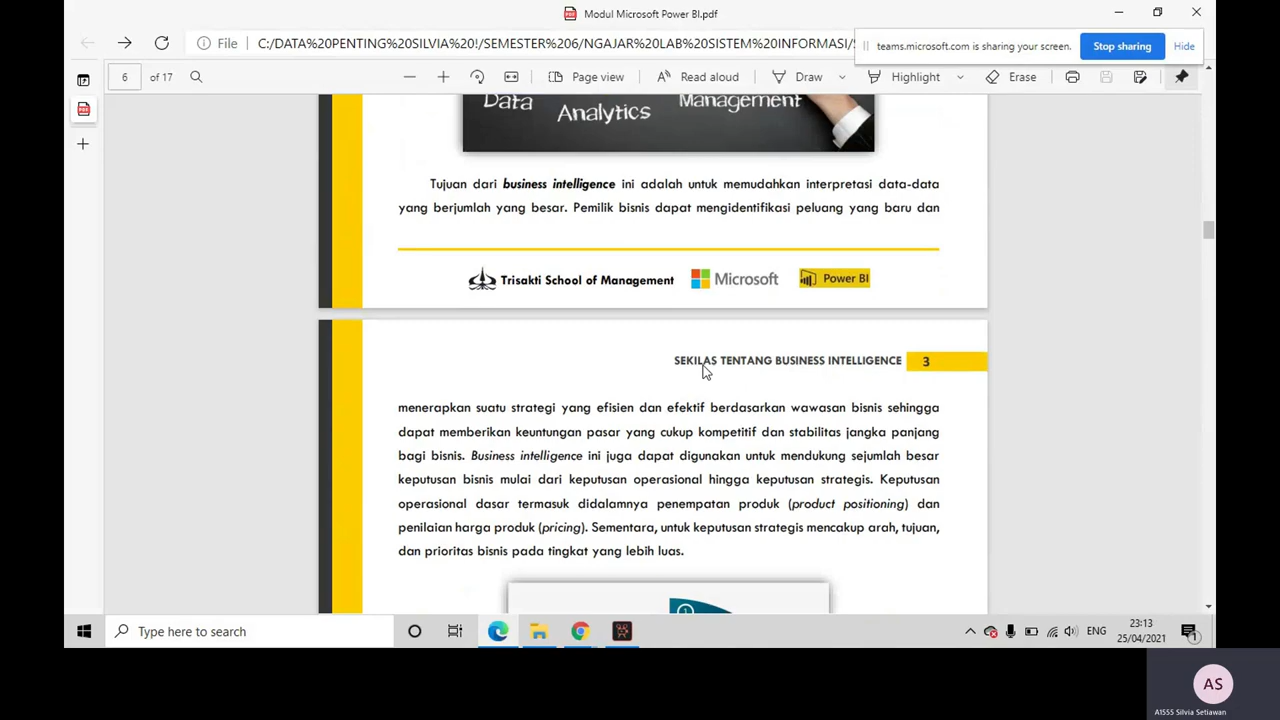 Modul Microsoft Power BI.pdf
File
C:/DATA%20PENTING%20SILVIA%20!/SEMESTER%206/NGAJAR%20LAB%20SISTEM%20INFORMASI/S
teams.microsoft.com is sharing your screen.
Stop sharing
Hide
6 of 17
Page view
Read aloud
Draw
Highlight
Erase
Data
Analytics
Management
Tujuan dari business intelligence ini adalah untuk memudahkan interpretasi data-data
yang berjumlah yang besar. Pemilik bisnis dapat mengidentifikasi peluang yang baru dan
Trisakti School of Management
Microsoft
Power BI
SEKILAS TENTANG BUSINESS INTELLIGENCE 3
menerapkan suatu strategi yang efisien dan efektif berdasarkan wawasan bisnis sehingga
dapat memberikan keuntungan pasar yang cukup kompetitif dan stabilitas jangka panjang
bagi bisnis. Business intelligence ini juga dapat digunakan untuk mendukung sejumlah besar
keputusan bisnis mulai dari keputusan operasional hingga keputusan strategis. Keputusan
operasional dasar termasuk didalamnya penempatan produk (product positioning) dan
penilaian harga produk (pricing). Sementara, untuk keputusan strategis mencakup arah, tujuan,
dan prioritas bisnis pada tingkat yang lebih luas.
1
Type here to search
ENG
23:13
25/04/2021
1
AS
A1SSS Silvia Setiawan